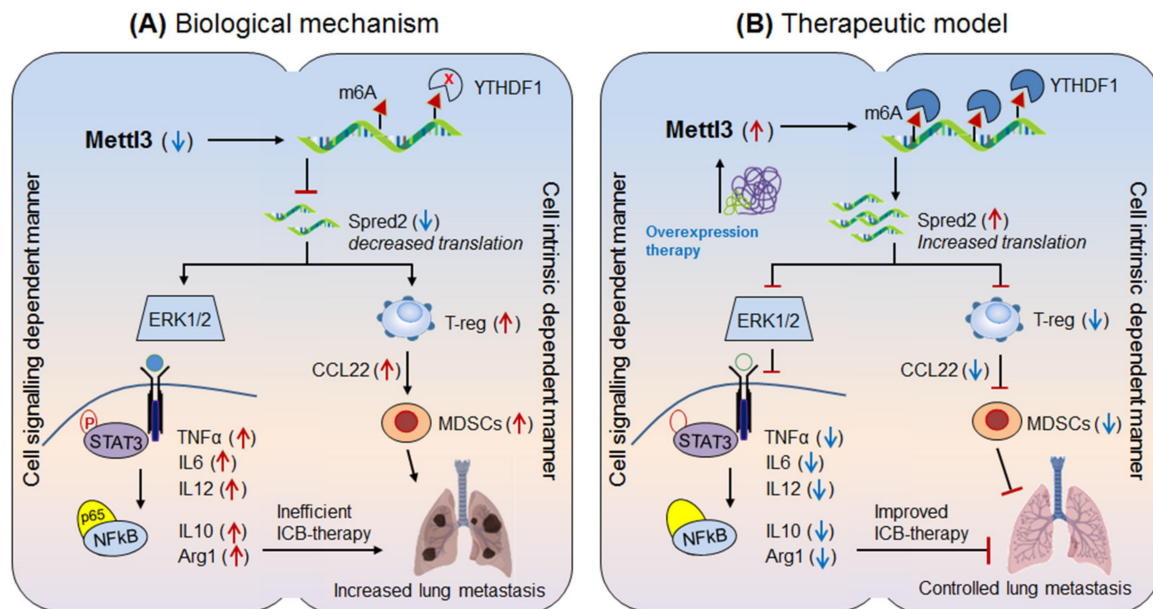 (A) Biological mechanism
Cell signalling dependent manner
Cell intrinsic dependent manner
m6A
x
YTHDF1
Mettl3 (↓)
Spred2 (↓)
decreased translation
ERK1/2
T-reg (↑)
CCL22 (↑)
MDSCs (↑)
P
STAT3
TNFα (↑)
IL6 (↑)
IL12 (↑)
p65
NFkB
IL10 (↑)
Arg1 (↑)
Inefficient
ICB-therapy
Increased lung metastasis
(B) Therapeutic model
Cell signalling dependent manner
Cell intrinsic dependent manner
YTHDF1
m6A
Mettl3 (↑)
Overexpression
therapy
Spred2 (↑)
Increased translation
ERK1/2
T-reg (↓)
CCL22 (↓)
MDSCs (↓)
STAT3
TNFα (↓)
IL6 (↓)
IL12 (↓)
NFkB
IL10 (↓)
Arg1 (↓)
Improved
ICB-therapy
Controlled lung metastasis